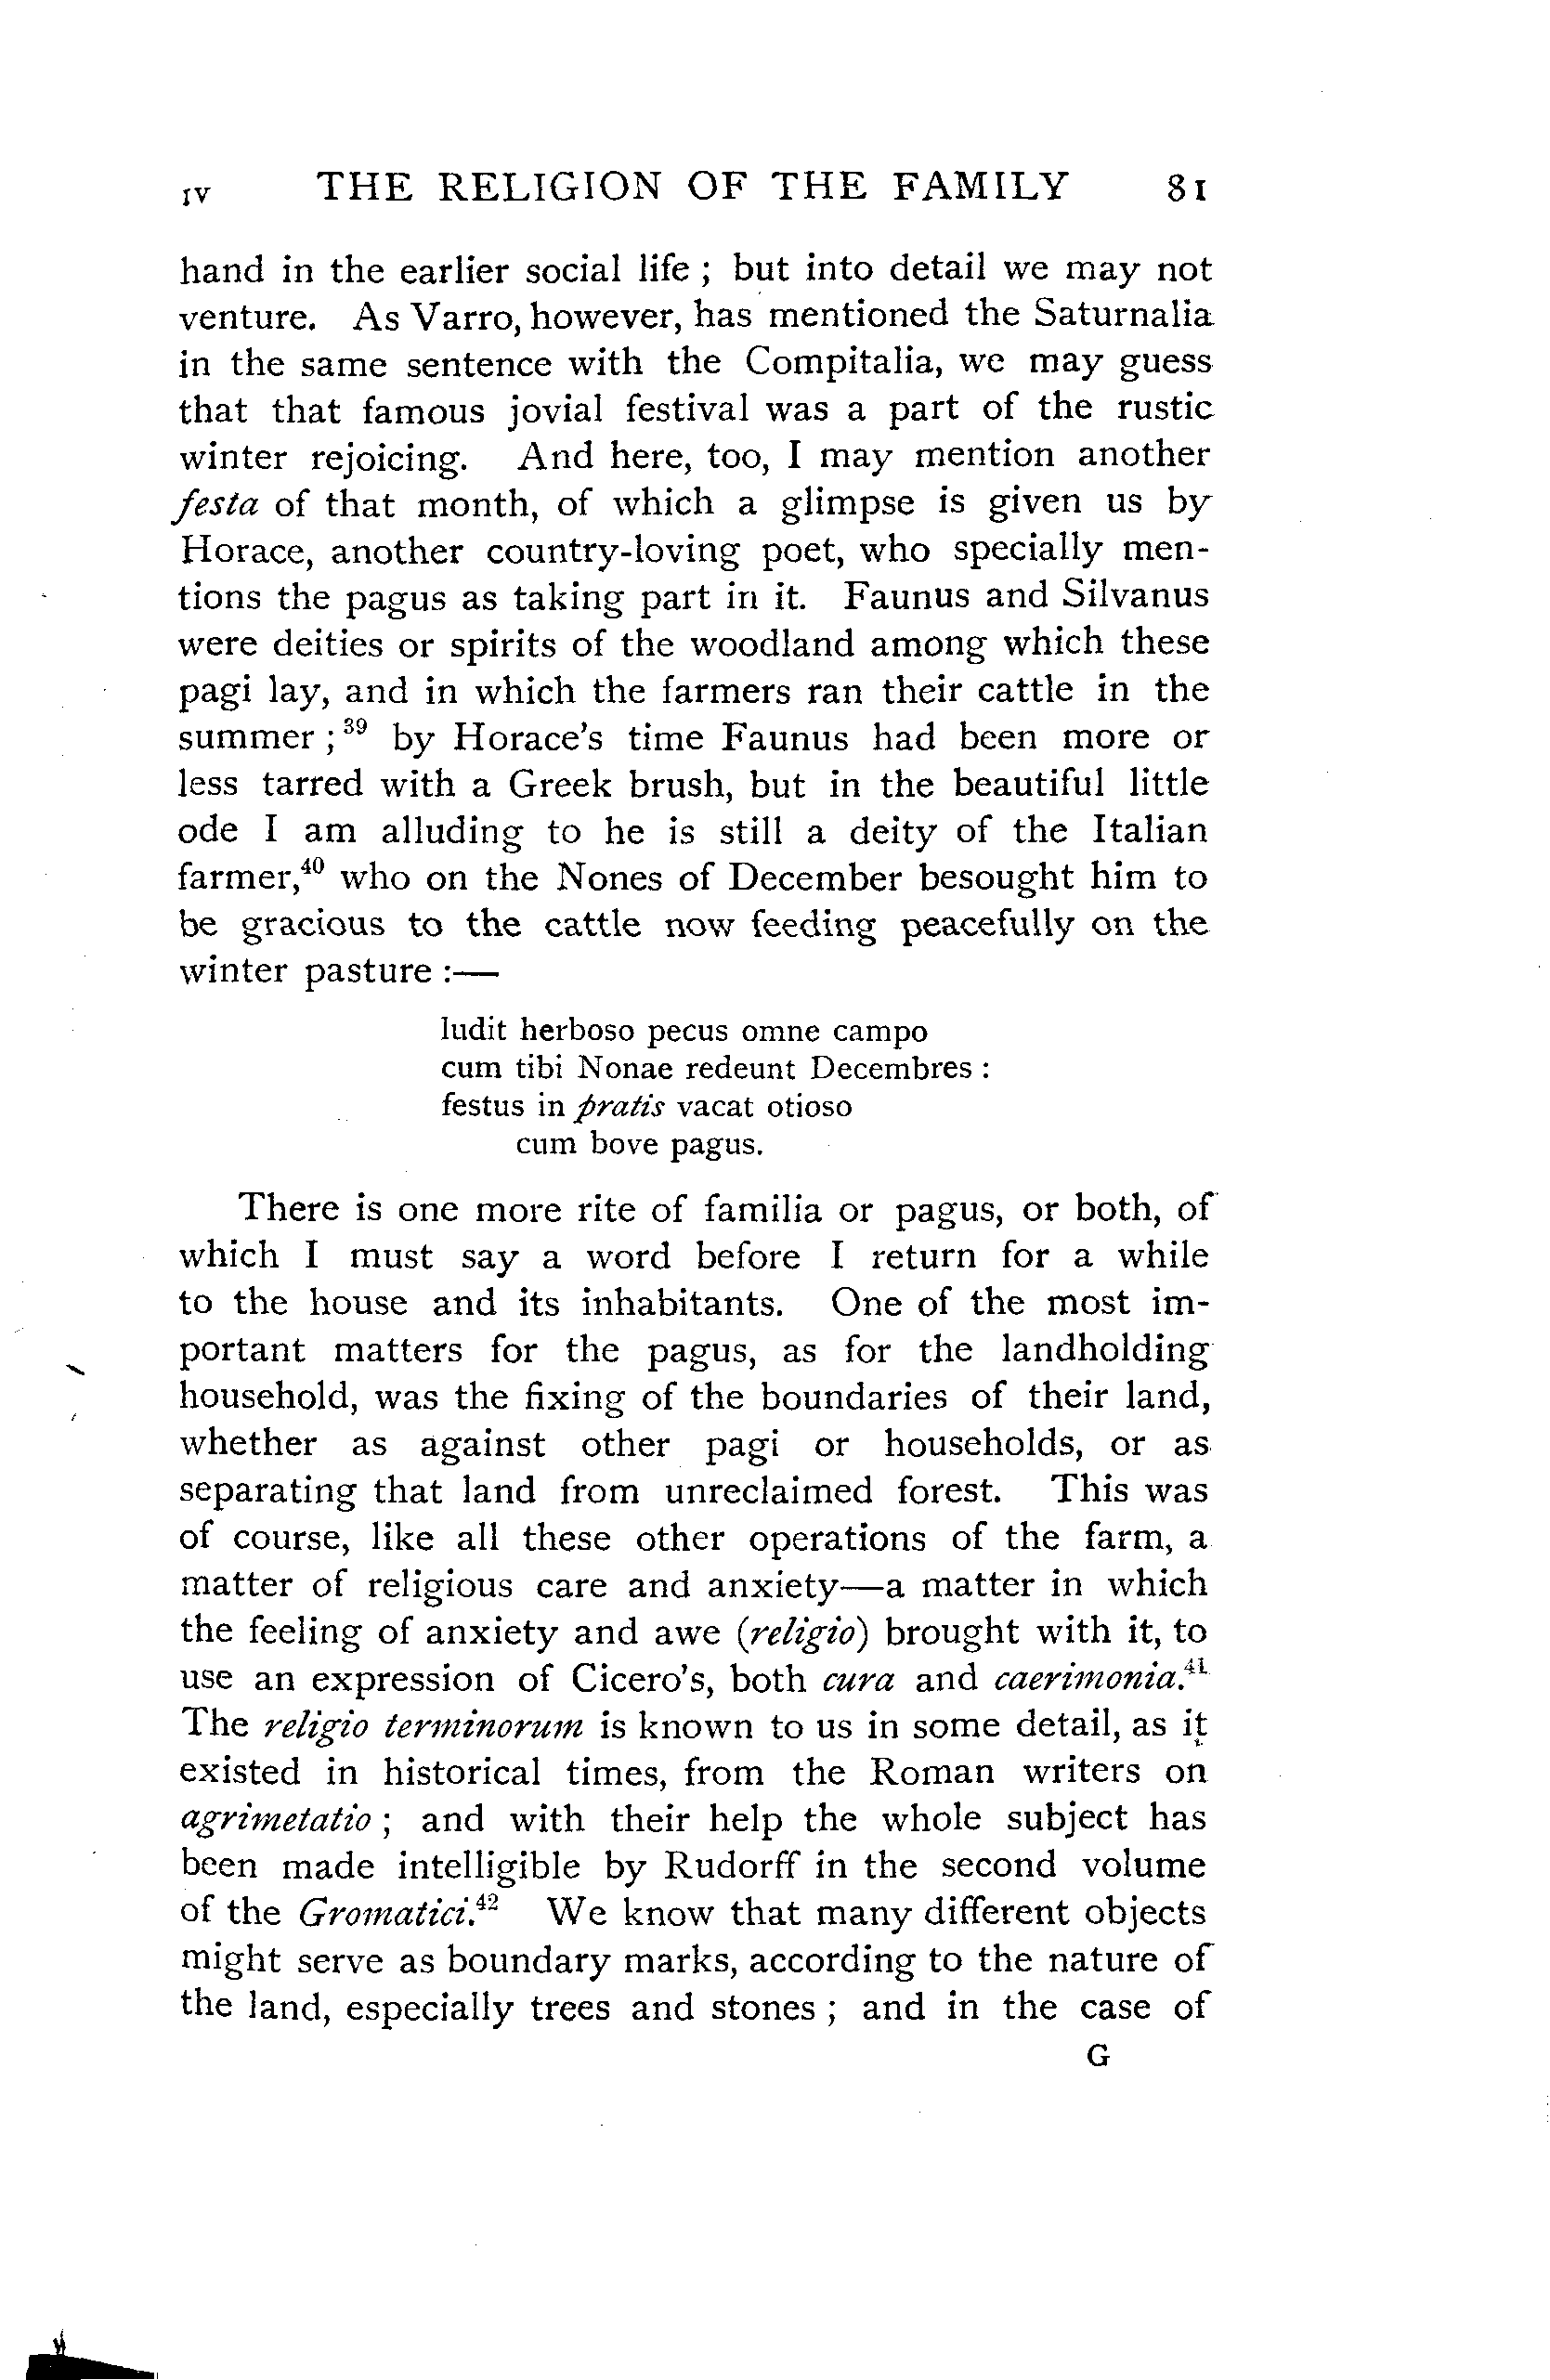 IV THE RELIGION OF THE FAMILY 81
hand in the earlier social life ; but into detail we may not
venture. As Varro, however, has mentioned the Saturnalia
in the same sentence with the Compitalia, we may guess
that that famous jovial festival was a part of the rustic
winter rejoicing. And here, too, I may mention another
festa of that month, of which a glimpse is given us by
Horace, another country-loving poet, who specially men-
tions the pagus as taking part in it. Faunus and Silvanus
were deities or spirits of the woodland among which these
pagi lay, and in which the farmers ran their cattle in the
summer ;³⁹ by Horace's time Faunus had been more or
less tarred with a Greek brush, but in the beautiful little
ode I am alluding to he is still a deity of the Italian
farmer,⁴⁰ who on the Nones of December besought him to
be gracious to the cattle now feeding peacefully on the
winter pasture :—
ludit herboso pecus omne campo
cum tibi Nonae redeunt Decembres :
festus in pratis vacat otioso
cum bove pagus.
There is one more rite of familia or pagus, or both, of
which I must say a word before I return for a while
to the house and its inhabitants. One of the most im-
portant matters for the pagus, as for the landholding
household, was the fixing of the boundaries of their land,
whether as against other pagi or households, or as
separating that land from unreclaimed forest. This was
of course, like all these other operations of the farm, a
matter of religious care and anxiety—a matter in which
the feeling of anxiety and awe (religio) brought with it, to
use an expression of Cicero's, both cura and caerimonia.⁴¹
The religio terminorum is known to us in some detail, as it
existed in historical times, from the Roman writers on
agrimetatio ; and with their help the whole subject has
been made intelligible by Rudorff in the second volume
of the Gromatici.⁴² We know that many different objects
might serve as boundary marks, according to the nature of
the land, especially trees and stones ; and in the case of
G